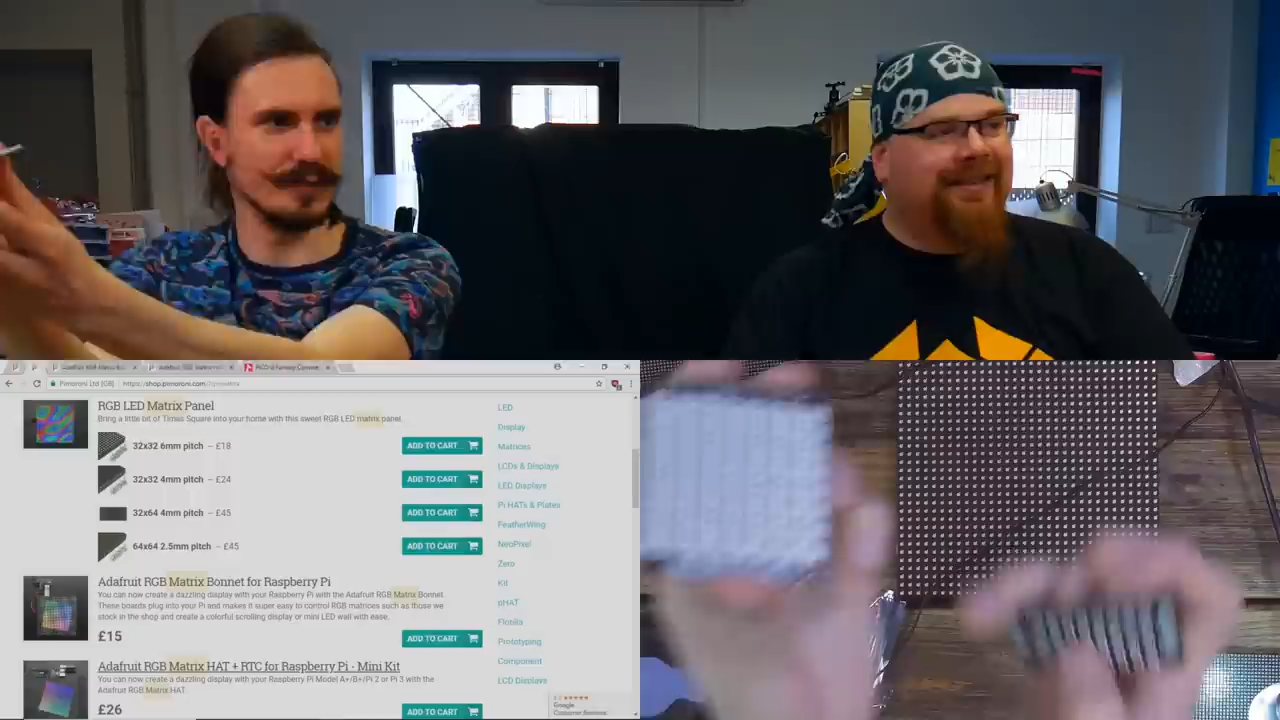 Pimoroni Ltd [GB]
https://shop.pimoroni.com/
RGB LED Matrix Panel
Bring a little bit of Times Square into your home with this sweet RGB LED matrix panel.
32x32 6mm pitch – £18
ADD TO CART
32x32 4mm pitch – £24
ADD TO CART
32x64 4mm pitch – £45
ADD TO CART
64x64 2.5mm pitch – £45
ADD TO CART
Adafruit RGB Matrix Bonnet for Raspberry Pi
You can now create a dazzling display with your Raspberry Pi with the Adafruit RGB Matrix Bonnet.
These boards plug into your Pi and makes it super easy to control RGB matrices such as those we
stock in the shop and create a colorful scrolling display or mini LED wall with ease.
£15
ADD TO CART
Adafruit RGB Matrix HAT + RTC for Raspberry Pi - Mini Kit
You can now create a dazzling display with your Raspberry Pi Model A+/B+/Pi 2 or Pi 3 with the
Adafruit RGB Matrix HAT.
£26
ADD TO CART
LED
Display
Matrices
LCDs & Displays
LED Displays
Pi HATs & Plates
FeatherWing
NeoPixel
Zero
Kit
pHAT
Flotilla
Prototyping
Component
LCD Displays
Google
Customer Reviews